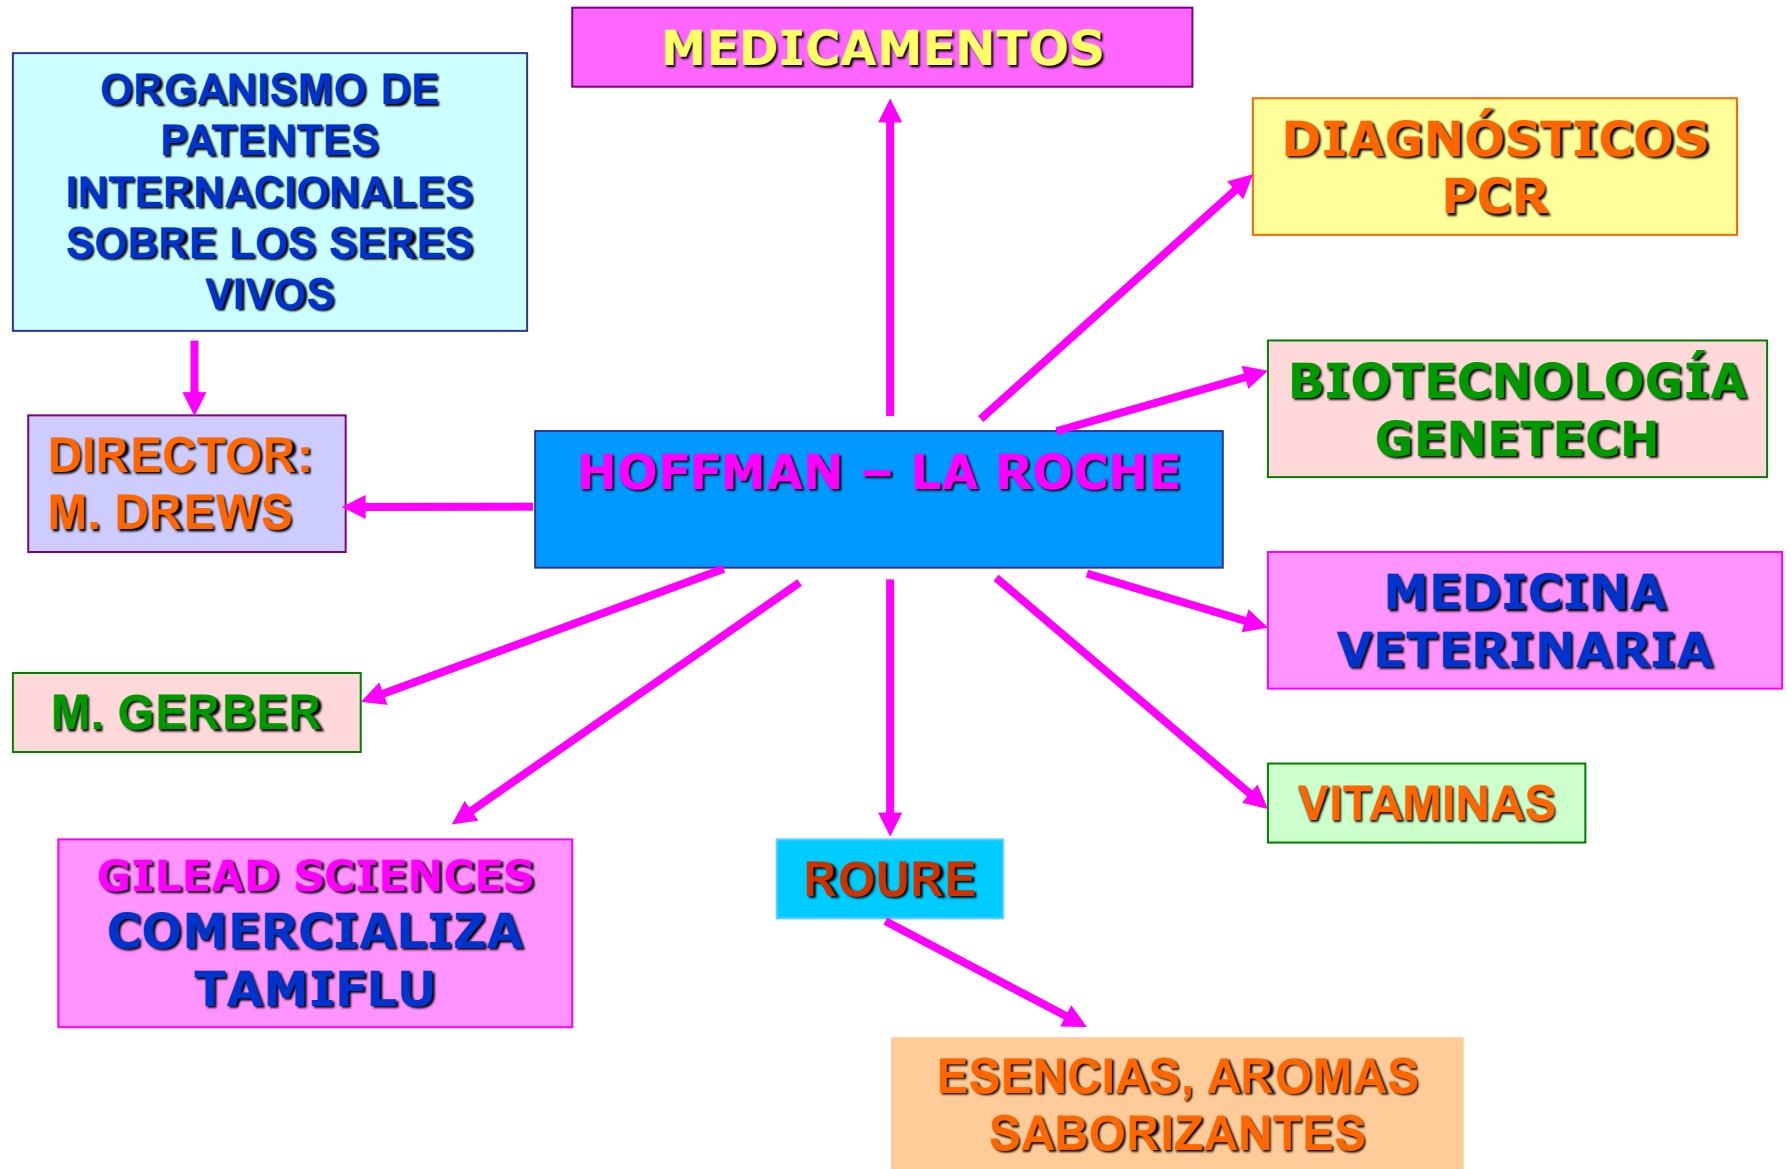 MEDICAMENTOS
ORGANISMO DE
PATENTES
INTERNACIONALES
SOBRE LOS SERES
VIVOS
DIAGNÓSTICOS
PCR
BIOTECNOLOGÍA
GENETECH
DIRECTOR:
M. DREWS
HOFFMAN – LA ROCHE
MEDICINA
VETERINARIA
M. GERBER
VITAMINAS
GILEAD SCIENCES
COMERCIALIZA
TAMIFLU
ROURE
ESENCIAS, AROMAS
SABORIZANTES